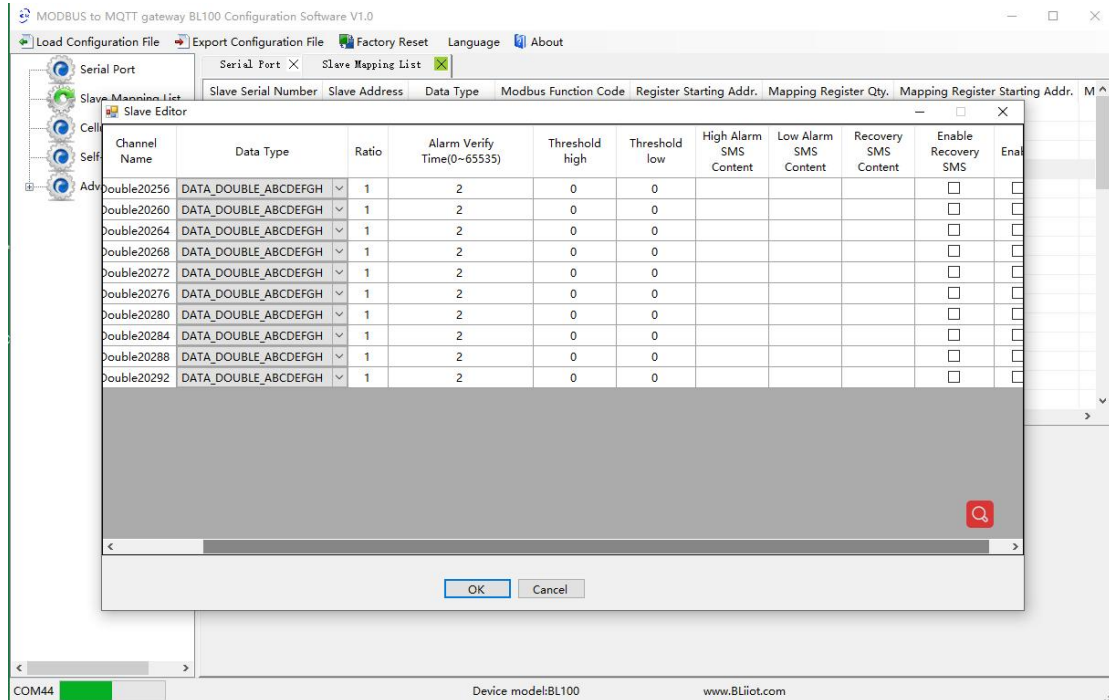 MODBUS to MQTT gateway BL100 Configuration Software V1.0
Load Configuration File Export Configuration File Factory Reset Language About
Serial Port
Slave Mapping List
Serial Port Slave Mapping List
Slave Serial Number Slave Address Data Type Modbus Function Code Register Starting Addr. Mapping Register Qty. Mapping Register Starting Addr. M
Cell
Self-
Adv
Slave Editor
Channel Name Data Type Ratio Alarm Verify Time(0~65535) Threshold high Threshold low High Alarm SMS Content Low Alarm SMS Content Recovery SMS Content Enable Recovery SMS Enal
Double20256 DATA_DOUBLE_ABCDEFGH 1 2 0 0
Double20260 DATA_DOUBLE_ABCDEFGH 1 2 0 0
Double20264 DATA_DOUBLE_ABCDEFGH 1 2 0 0
Double20268 DATA_DOUBLE_ABCDEFGH 1 2 0 0
Double20272 DATA_DOUBLE_ABCDEFGH 1 2 0 0
Double20276 DATA_DOUBLE_ABCDEFGH 1 2 0 0
Double20280 DATA_DOUBLE_ABCDEFGH 1 2 0 0
Double20284 DATA_DOUBLE_ABCDEFGH 1 2 0 0
Double20288 DATA_DOUBLE_ABCDEFGH 1 2 0 0
Double20292 DATA_DOUBLE_ABCDEFGH 1 2 0 0
OK Cancel
COM44 Device model:BL100 www.BLiiot.com